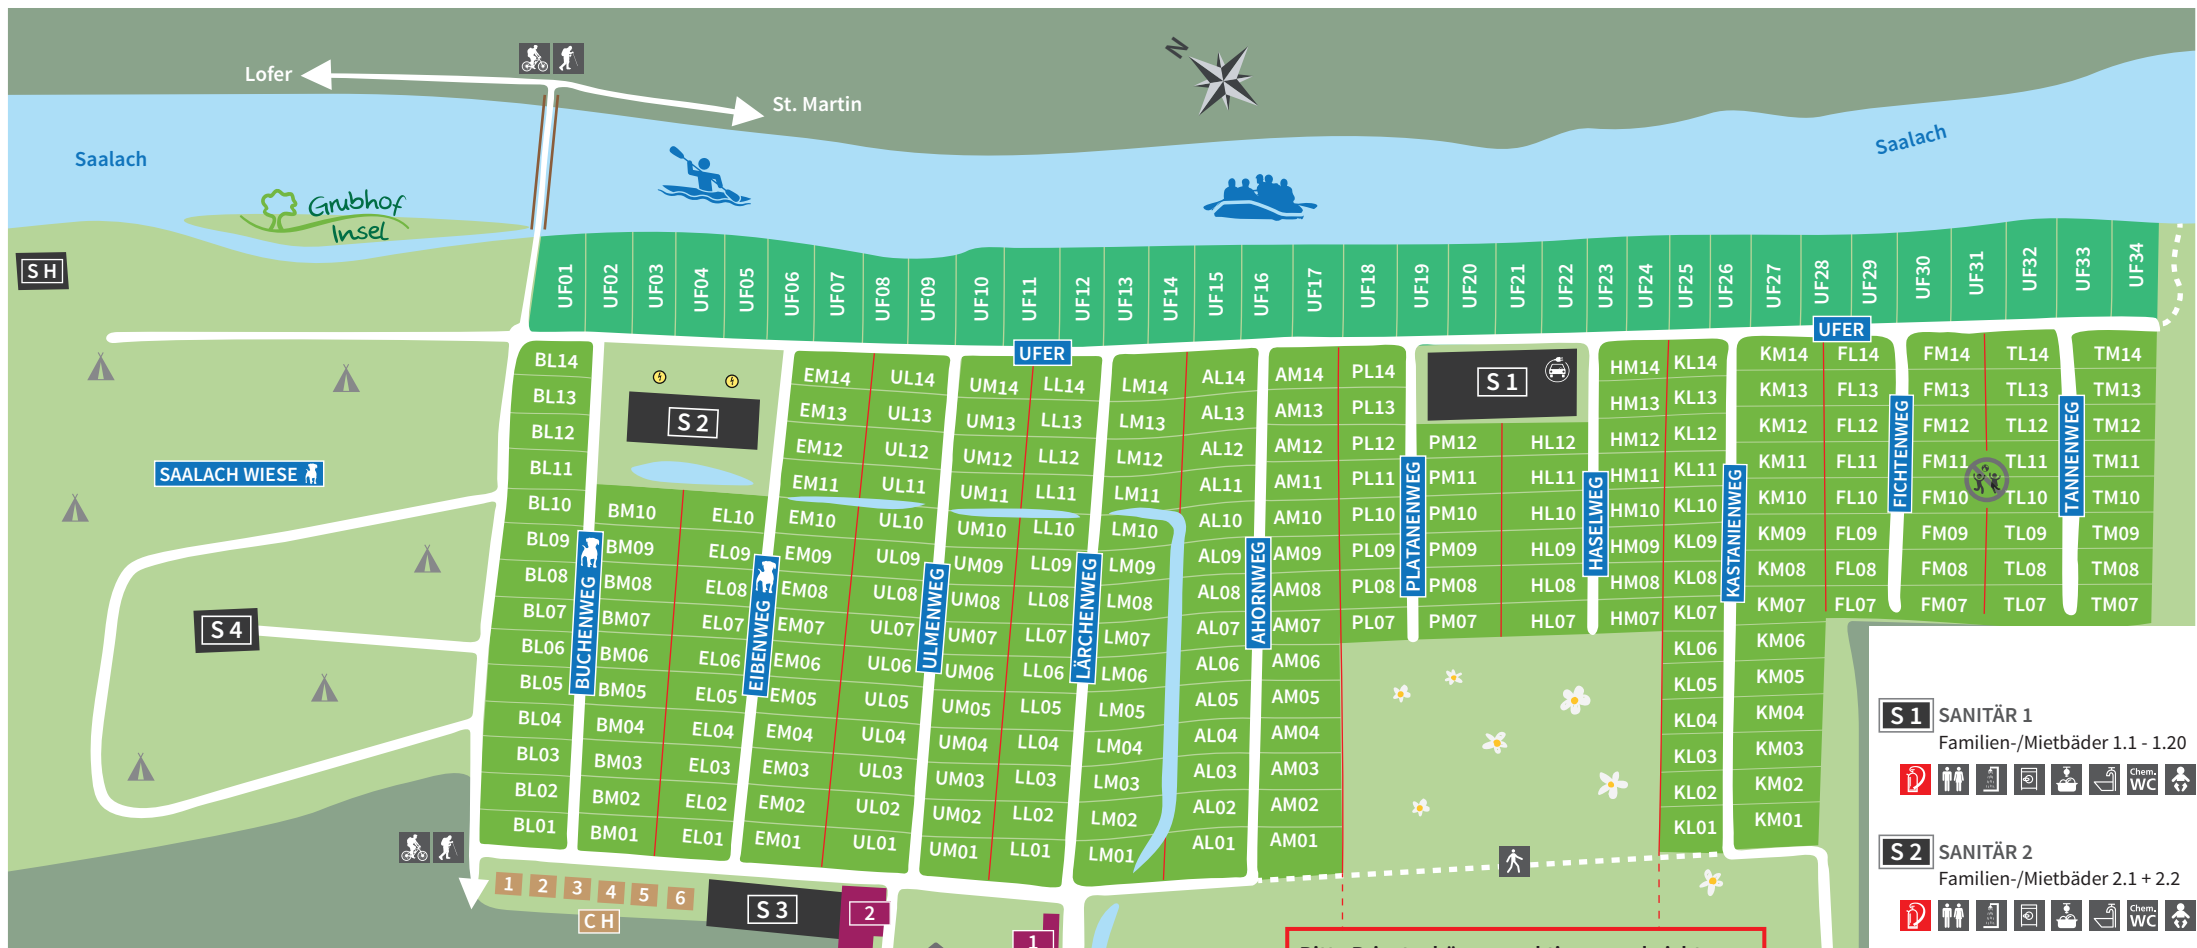 N
Lofer
St. Martin
Saalach
Saalach
Grubhof
Insel
S H
UF01 UF02 UF03 UF04 UF05 UF06 UF07 UF08 UF09 UF10 UF11 UF12 UF13 UF14 UF15 UF16 UF17 UF18 UF19 UF20 UF21 UF22 UF23 UF24 UF25 UF26 UF27 UF28 UF29 UF30 UF31 UF32 UF33 UF34
UFER
UFER
S 2
S 1
SAALACH WIESE
S 4
BL14 EM14 UL14 UM14 LL14 LM14 AL14 AM14 PL14 HM14 KL14 KM14 FL14 FM14 TL14 TM14
BL13 EM13 UL13 UM13 LL13 LM13 AL13 AM13 PL13 HM13 KL13 KM13 FL13 FM13 TL13 TM13
BL12 EM12 UL12 UM12 LL12 LM12 AL12 AM12 PL12 PM12 HL12 HM12 KL12 KM12 FL12 FM12 TL12 TM12
BL11 EM11 UL11 UM11 LL11 LM11 AL11 AM11 PL11 PM11 HL11 HM11 KL11 KM11 FL11 FM11 TL11 TM11
BL10 BM10 EL10 EM10 UL10 UM10 LL10 LM10 AL10 AM10 PL10 PM10 HL10 HM10 KL10 KM10 FL10 FM10 TL10 TM10
BL09 BM09 EL09 EM09 UL09 UM09 LL09 LM09 AL09 AM09 PL09 PM09 HL09 HM09 KL09 KM09 FL09 FM09 TL09 TM09
BL08 BM08 EL08 EM08 UL08 UM08 LL08 LM08 AL08 AM08 PL08 PM08 HL08 HM08 KL08 KM08 FL08 FM08 TL08 TM08
BL07 BM07 EL07 EM07 UL07 UM07 LL07 LM07 AL07 AM07 PL07 PM07 HL07 HM07 KL07 KM07 FL07 FM07 TL07 TM07
BL06 BM06 EL06 EM06 UL06 UM06 LL06 LM06 AL06 AM06 KL06 KM06
BL05 BM05 EL05 EM05 UL05 UM05 LL05 LM05 AL05 AM05 KL05 KM05
BL04 BM04 EL04 EM04 UL04 UM04 LL04 LM04 AL04 AM04 KL04 KM04
BL03 BM03 EL03 EM03 UL03 UM03 LL03 LM03 AL03 AM03 KL03 KM03
BL02 BM02 EL02 EM02 UL02 UM02 LL02 LM02 AL02 AM02 KL02 KM02
BL01 BM01 EL01 EM01 UL01 UM01 LL01 LM01 AL01 AM01 KL01 KM01
BUCHENWEG
EIBENWEG
ULMENWEG
LÄRCHENWEG
AHORNWEG
PLATANENWEG
HASELWEG
KASTANIENWEG
FICHTENWEG
TANNENWEG
1 2 3 4 5 6
C H
S 3
2
1
S 1 SANITÄR 1
Familien-/Mietbäder 1.1 - 1.20
Chem.
WC
S 2 SANITÄR 2
Familien-/Mietbäder 2.1 + 2.2
Chem.
WC